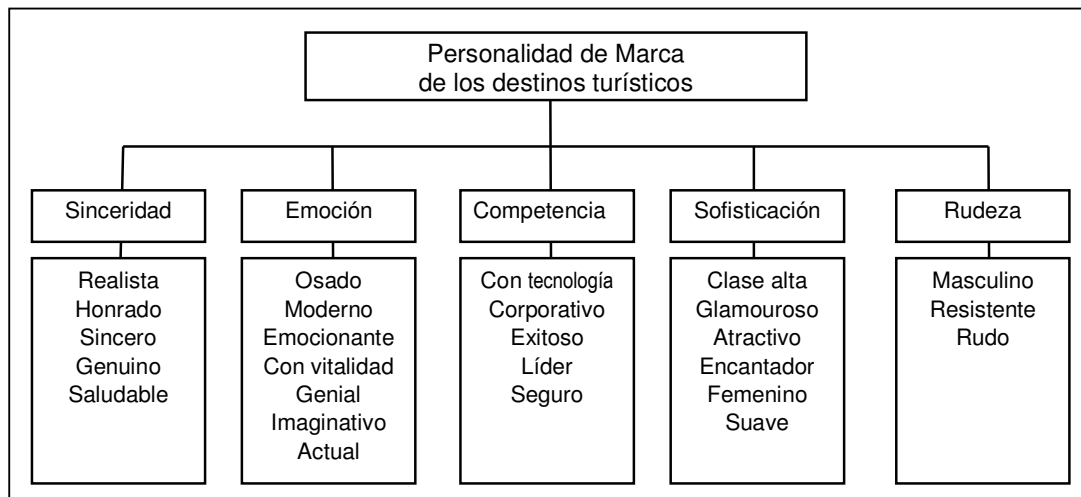 Personalidad de Marca
de los destinos turísticos
Sinceridad
Emoción
Competencia
Sofisticación
Rudeza
Realista
Honrado
Sincero
Genuino
Saludable
Osado
Moderno
Emocionante
Con vitalidad
Genial
Imaginativo
Actual
Con tecnología
Corporativo
Exitoso
Líder
Seguro
Clase alta
Glamouroso
Atractivo
Encantador
Femenino
Suave
Masculino
Resistente
Rudo